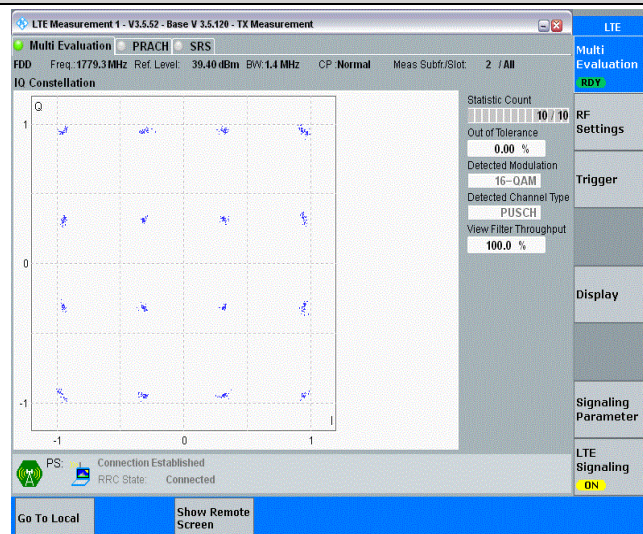 LTE Measurement 1 - V3.5.52 - Base V 3.5.120 - TX Measurement
LTE
Multi Evaluation PRACH SRS
Multi
Evaluation
RDY
FDD Freq.:1779.3 MHz Ref. Level: 39.40 dBm BW:1.4 MHz CP :Normal Meas Subfr./Slot: 2 / All
IQ Constellation
Q
1
0
-1
-1 0 1
I
Statistic Count
10 / 10
Out of Tolerance
0.00 %
Detected Modulation
16-QAM
Detected Channel Type
PUSCH
View Filter Throughput
100.0 %
RF
Settings
Trigger
Display
Signaling
Parameter
LTE
Signaling
ON
PS: Connection Established
RRC State: Connected
Go To Local
Show Remote
Screen